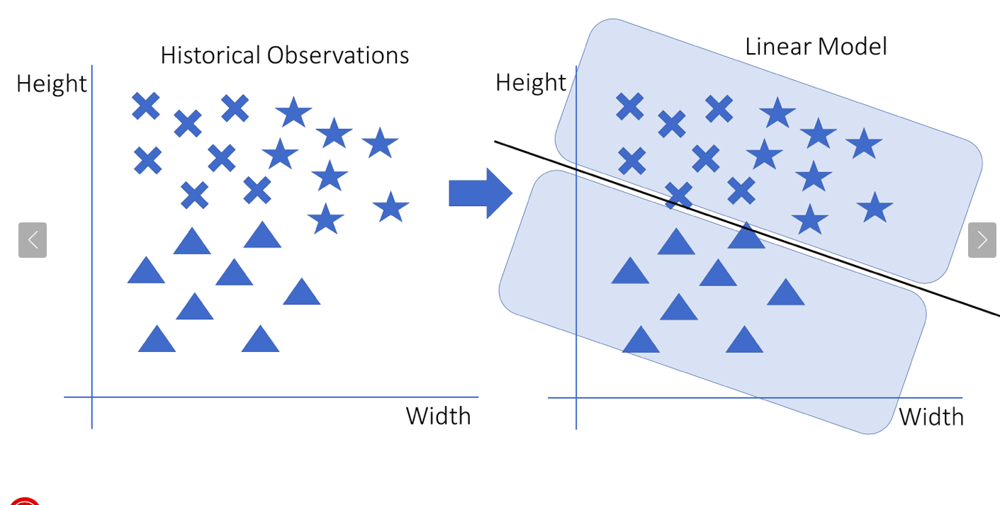 Historical Observations
Height
Width
Linear Model
Height
Width